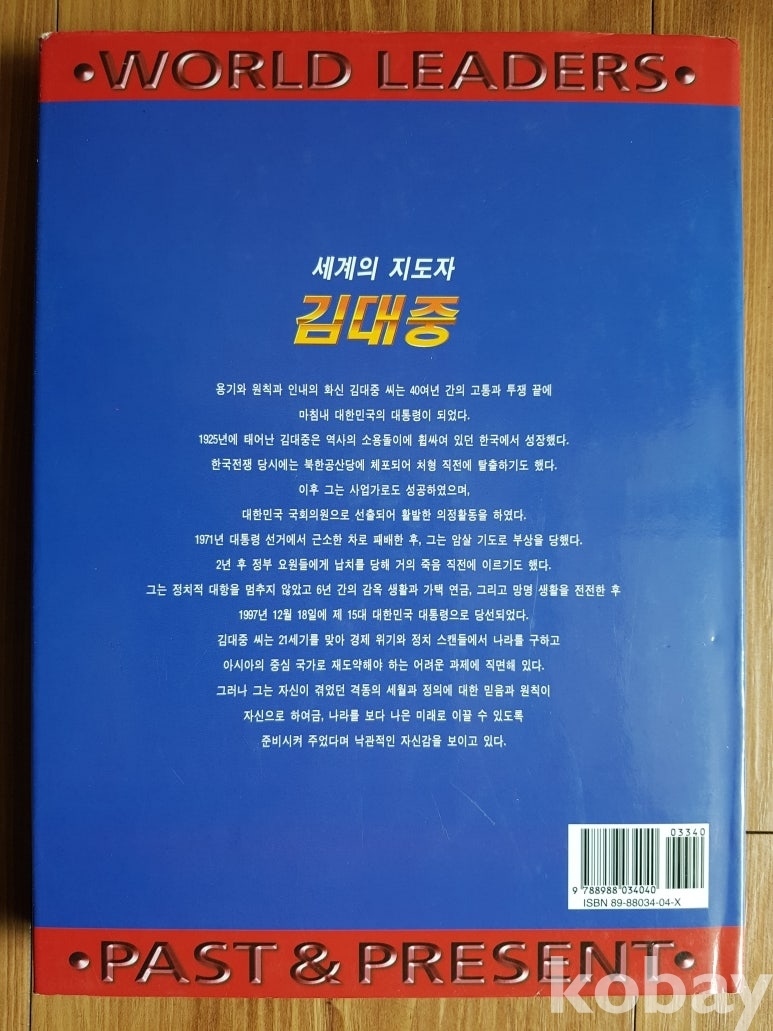 •WORLD LEADERS•
세계의 지도자
김대중
용기와 원칙과 인내의 화신 김대중 씨는 40여년 간의 고통과 투쟁 끝에
마침내 대한민국의 대통령이 되었다.
1925년에 태어난 김대중은 역사의 소용돌이에 휩싸여 있던 한국에서 성장했다.
한국전쟁 당시에는 북한공산당에 체포되어 처형 직전에 탈출하기도 했다.
이후 그는 사업가로도 성공하였으며,
대한민국 국회의원으로 선출되어 활발한 의정활동을 하였다.
1971년 대통령 선거에서 근소한 차로 패배한 후, 그는 암살 기도로 부상을 당했다.
2년 후 정부 요원들에게 납치를 당해 거의 죽음 직전에 이르기도 했다.
그는 정치적 대항을 멈추지 않았고 6년 간의 감옥 생활과 가택 연금, 그리고 망명 생활을 전전한 후
1997년 12월 18일에 제 15대 대한민국 대통령으로 당선되었다.
김대중 씨는 21세기를 맞아 경제 위기와 정치 스캔들에서 나라를 구하고
아시아의 중심 국가로 재도약해야 하는 어려운 과제에 직면해 있다.
그러나 그는 자신이 겪었던 격동의 세월과 정의에 대한 믿음과 원칙이
자신으로 하여금, 나라를 보다 나은 미래로 이끌 수 있도록
준비시켜 주었다며 낙관적인 자신감을 보이고 있다.
03340
9 788988 034040
ISBN 89-88034-04-X
•PAST & PRESENT•
kobay